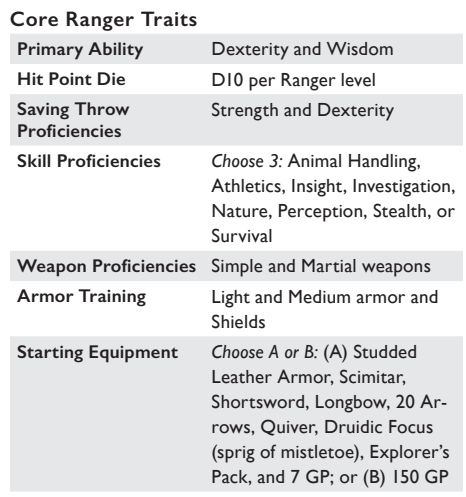 Core Ranger Traits
Primary Ability Dexterity and Wisdom
Hit Point Die D10 per Ranger level
Saving Throw Strength and Dexterity
Proficiencies
Skill Proficiencies Choose 3: Animal Handling,
Athletics, Insight, Investigation,
Nature, Perception, Stealth, or
Survival
Weapon Proficiencies Simple and Martial weapons
Armor Training Light and Medium armor and
Shields
Starting Equipment Choose A or B: (A) Studded
Leather Armor, Scimitar,
Shortsword, Longbow, 20 Ar-
rows, Quiver, Druidic Focus
(sprig of mistletoe), Explorer's
Pack, and 7 GP; or (B) 150 GP